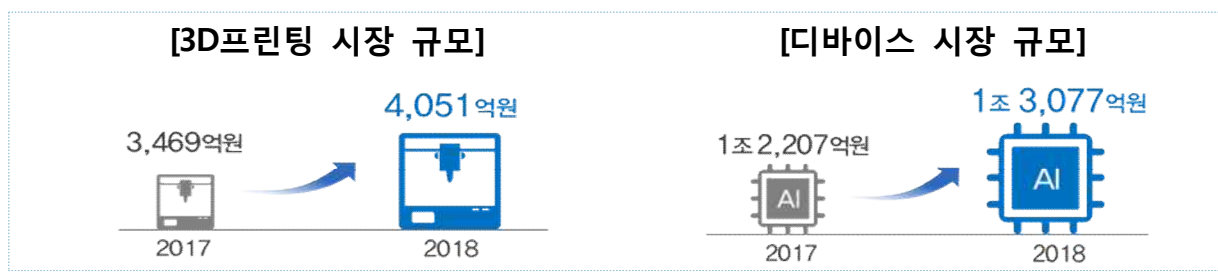 [3D프린팅 시장 규모]
3,469억원
4,051억원
2017
2018
[디바이스 시장 규모]
1조 2,207억원
1조 3,077억원
AI
AI
2017
2018